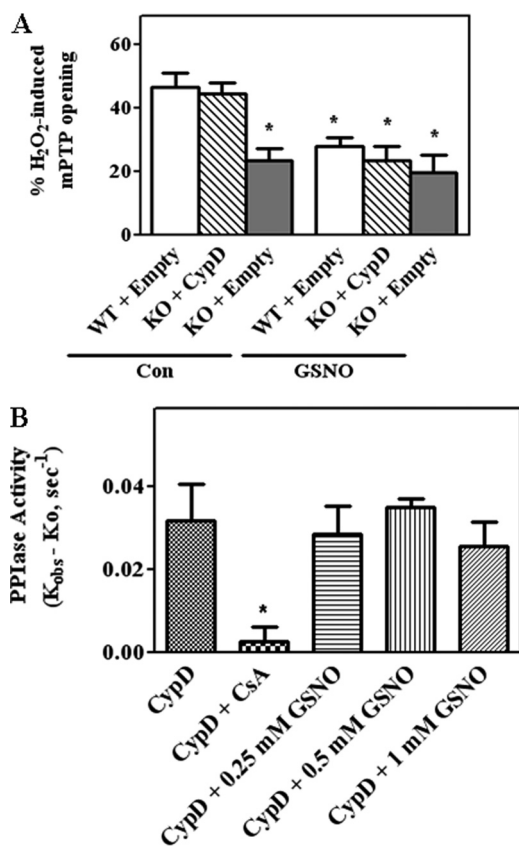 A
% H₂O₂-induced
mPTP opening
60
40
20
0
*
*
*
*
WT + Empty
KO + CypD
KO + Empty
WT + Empty
KO + CypD
KO + Empty
Con
GSNO
B
PPIase Activity
(K_obs - Ko, sec⁻¹)
0.04
0.02
0.00
*
CypD
CypD + CsA
CypD + 0.25 mM GSNO
CypD + 0.5 mM GSNO
CypD + 1 mM GSNO